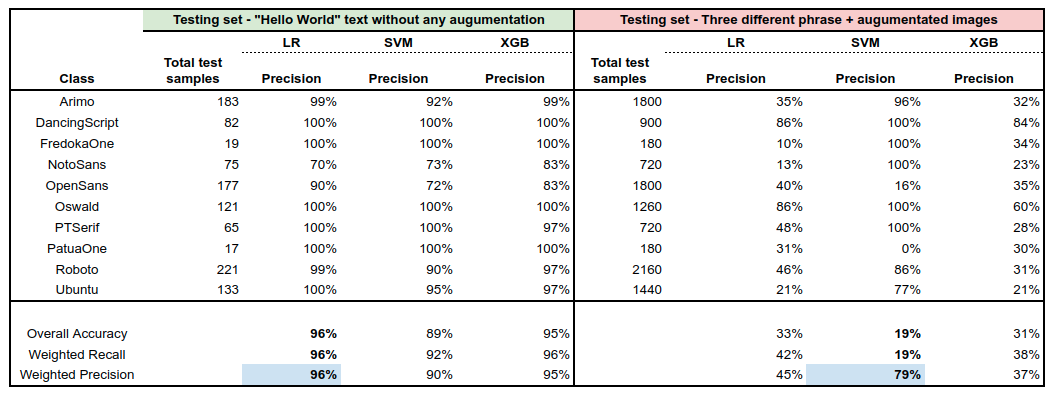 Testing set - "Hello World" text without any augumentation Testing set - Three different phrase + augumentated images
LR SVM XGB LR SVM XGB
Class Total test samples Precision Precision Precision Total test samples Precision Precision Precision
Arimo 183 99% 92% 99% 1800 35% 96% 32%
DancingScript 82 100% 100% 100% 900 86% 100% 84%
FredokaOne 19 100% 100% 100% 180 10% 100% 34%
NotoSans 75 70% 73% 83% 720 13% 100% 23%
OpenSans 177 90% 72% 83% 1800 40% 16% 35%
Oswald 121 100% 100% 100% 1260 86% 100% 60%
PTSerif 65 100% 100% 97% 720 48% 100% 28%
PatuaOne 17 100% 100% 100% 180 31% 0% 30%
Roboto 221 99% 90% 97% 2160 46% 86% 31%
Ubuntu 133 100% 95% 97% 1440 21% 77% 21%
Overall Accuracy 96% 89% 95% 33% 19% 31%
Weighted Recall 96% 92% 96% 42% 19% 38%
Weighted Precision 96% 90% 95% 45% 79% 37%